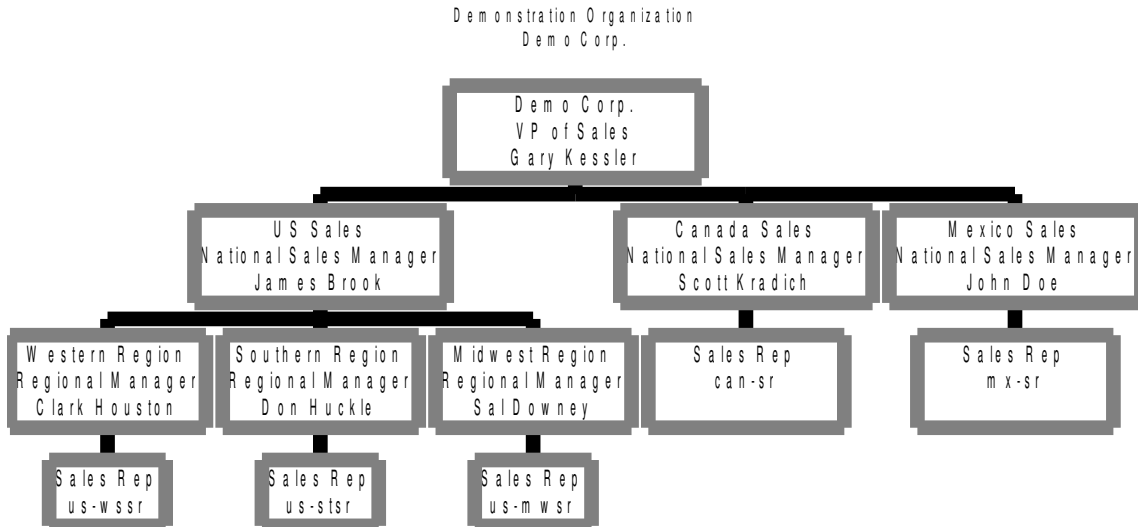 Demonstration Organization
Demo Corp.
Demo Corp.
VP of Sales
Gary Kessler
US Sales
National Sales Manager
James Brook
Canada Sales
National Sales Manager
Scott Kradich
Mexico Sales
National Sales Manager
John Doe
Western Region
Regional Manager
Clark Houston
Southern Region
Regional Manager
Don Huckle
Midwest Region
Regional Manager
Sal Downey
Sales Rep
can-sr
Sales Rep
mx-sr
Sales Rep
us-wssr
Sales Rep
us-stsr
Sales Rep
us-mwsr